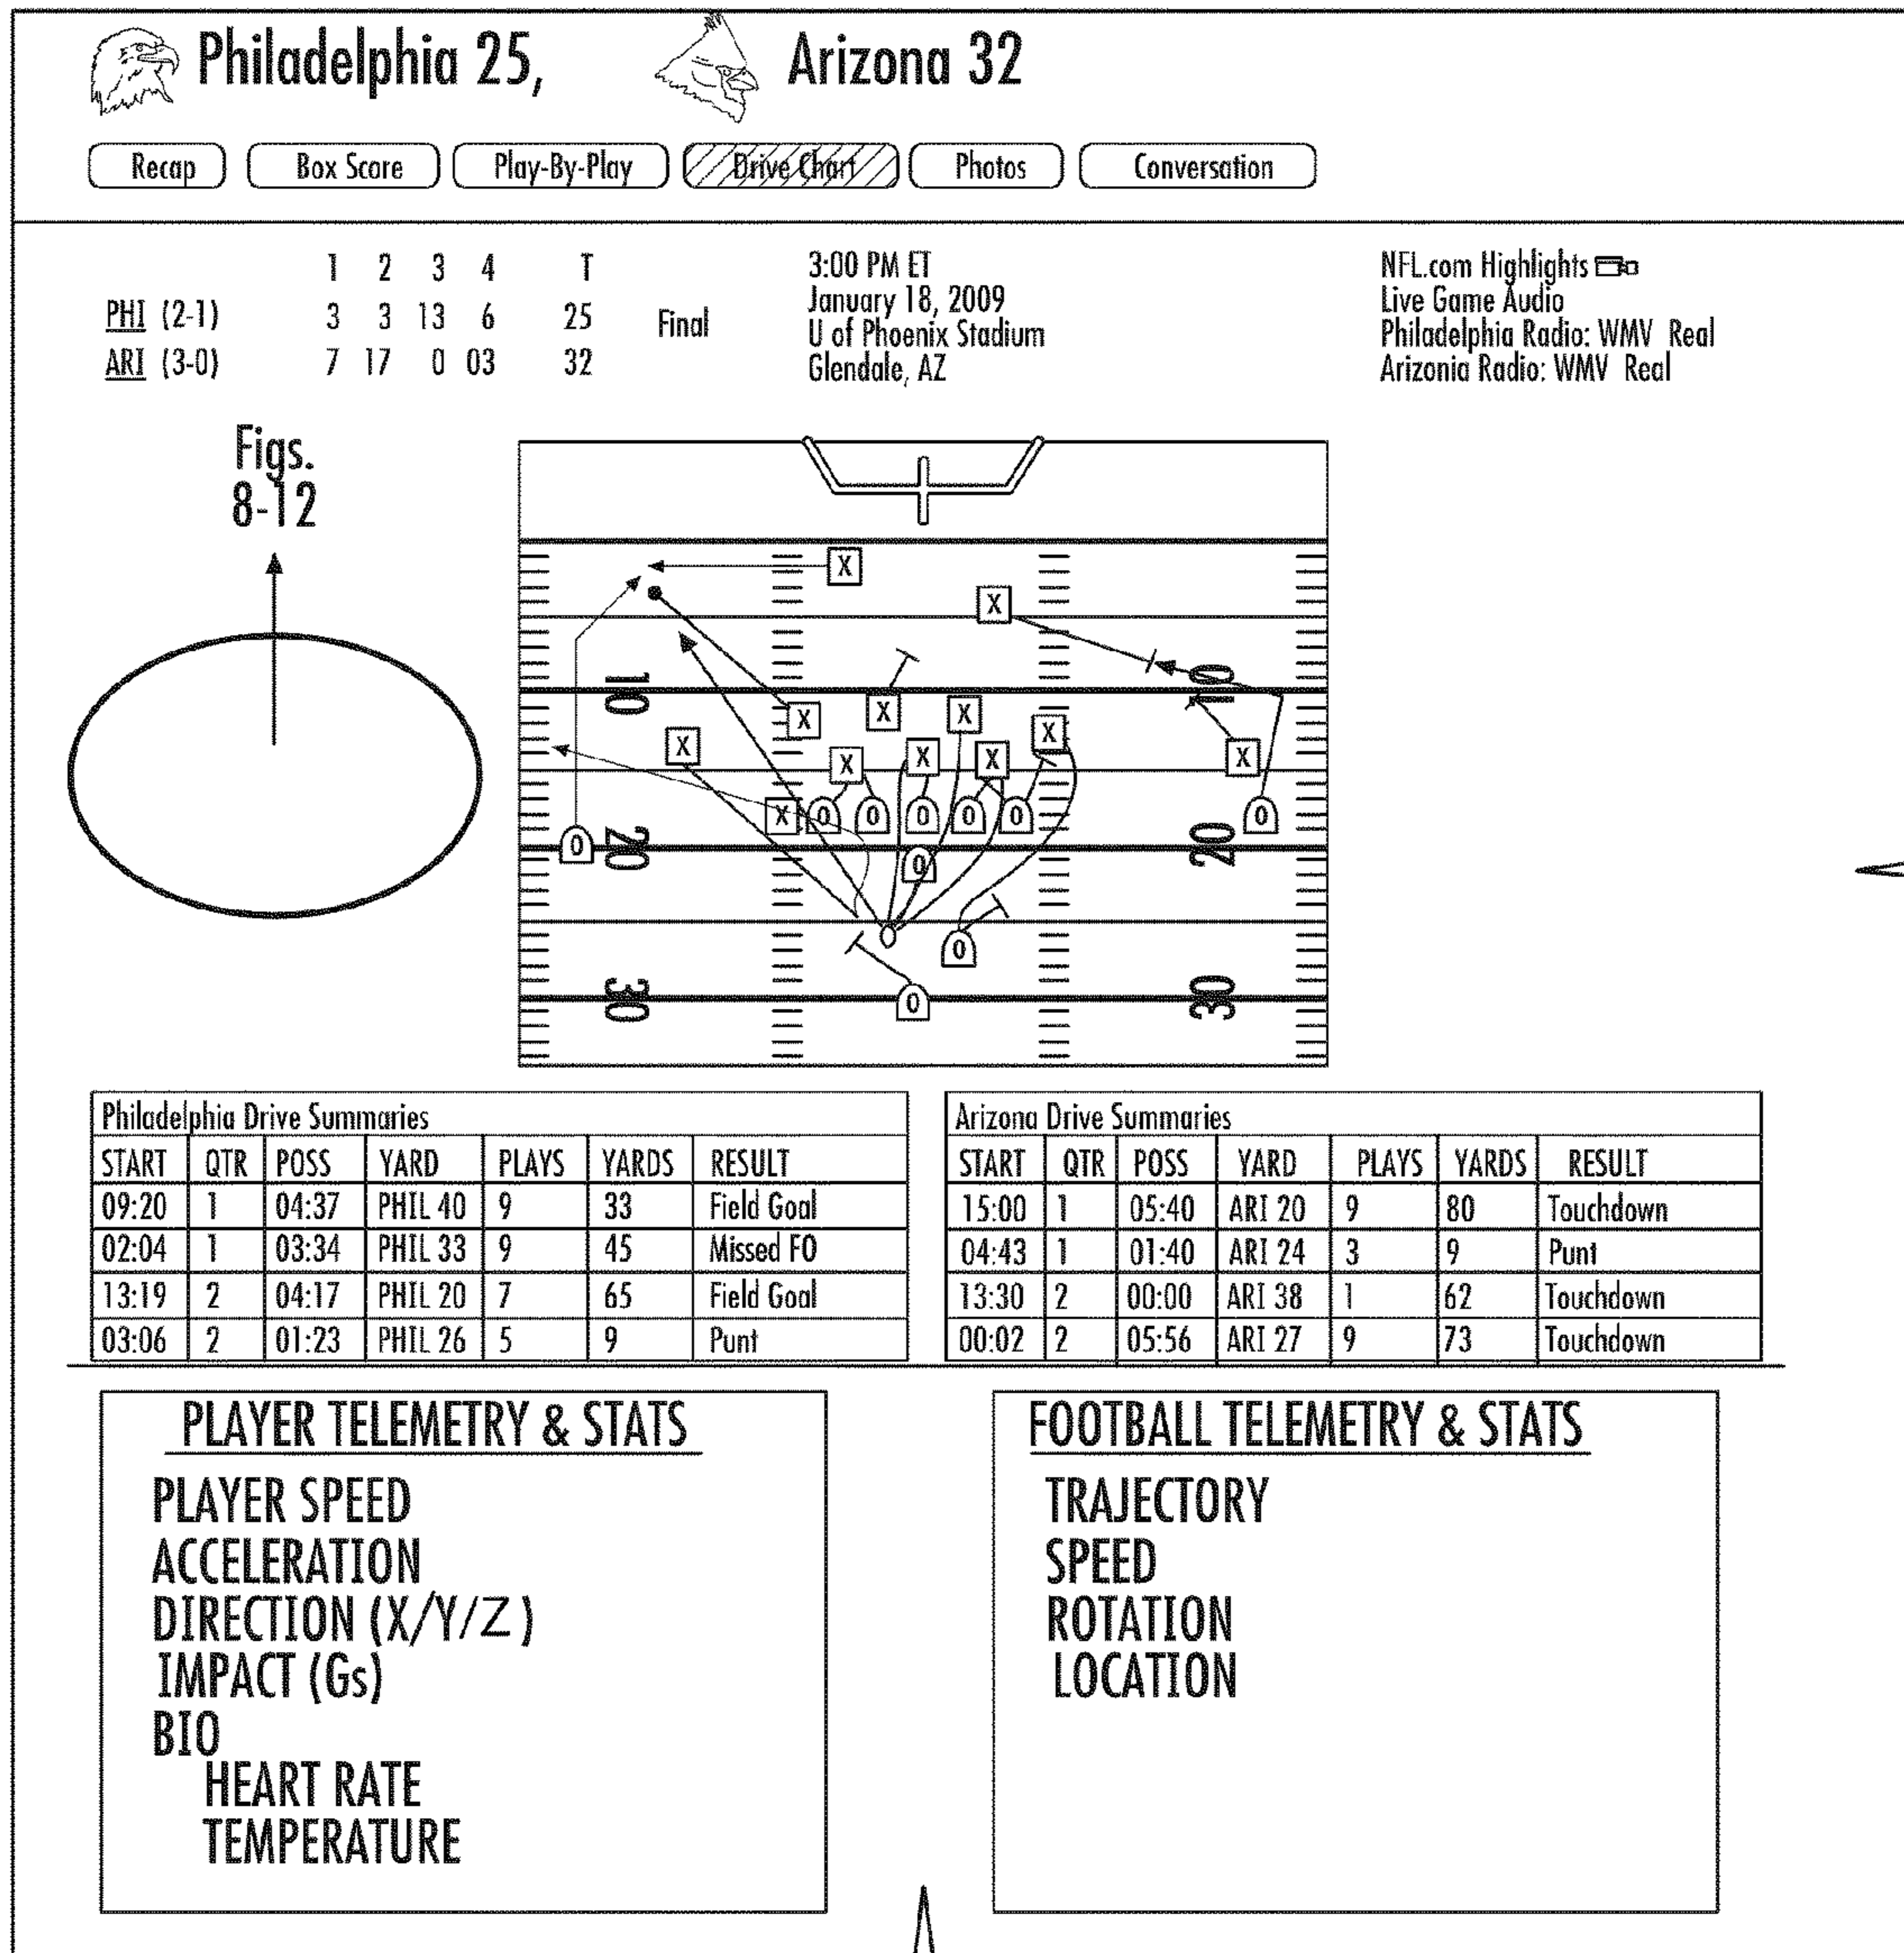 Philadelphia 25, Arizona 32
Recap Box Score Play-By-Play Drive Chart Photos Conversation
1 2 3 4 T
PHI (2-1) 3 3 13 6 25
ARI (3-0) 7 17 0 03 32
Final
3:00 PM ET
January 18, 2009
U of Phoenix Stadium
Glendale, AZ
NFL.com Highlights
Live Game Audio
Philadelphia Radio: WMV Real
Arizonia Radio: WMV Real
Figs.
8-12
X
X
10 10
X X X X
X X X X X
X 0 0 0 0 0 0
0 20 0 20
0
30 0 30
Philadelphia Drive Summaries
START QTR POSS YARD PLAYS YARDS RESULT
09:20 1 04:37 PHIL 40 9 33 Field Goal
02:04 1 03:34 PHIL 33 9 45 Missed FO
13:19 2 04:17 PHIL 20 7 65 Field Goal
03:06 2 01:23 PHIL 26 5 9 Punt
Arizona Drive Summaries
START QTR POSS YARD PLAYS YARDS RESULT
15:00 1 05:40 ARI 20 9 80 Touchdown
04:43 1 01:40 ARI 24 3 9 Punt
13:30 2 00:00 ARI 38 1 62 Touchdown
00:02 2 05:56 ARI 27 9 73 Touchdown
PLAYER TELEMETRY & STATS
PLAYER SPEED
ACCELERATION
DIRECTION (X/Y/Z)
IMPACT (Gs)
BIO
HEART RATE
TEMPERATURE
FOOTBALL TELEMETRY & STATS
TRAJECTORY
SPEED
ROTATION
LOCATION